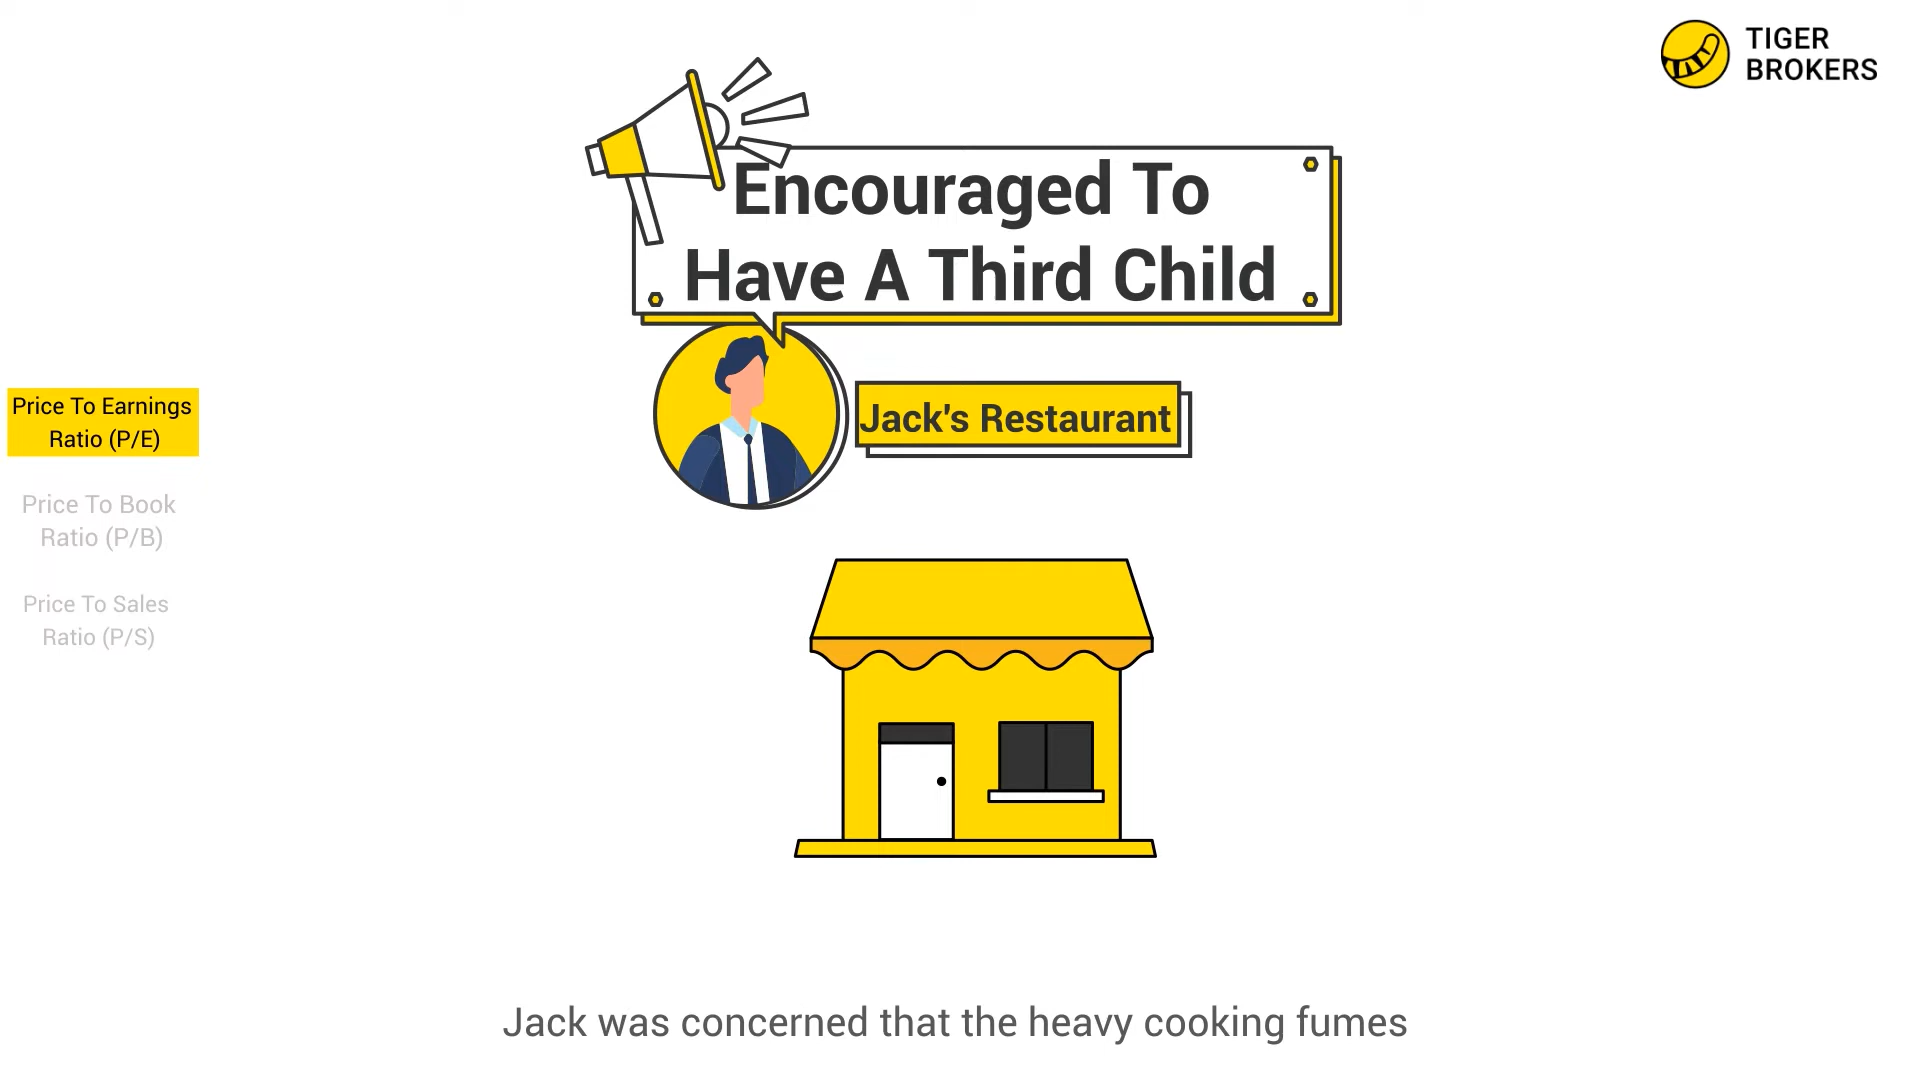 TIGER
BROKERS
Encouraged To
Have A Third Child
Jack's Restaurant
Price To Earnings
Ratio (P/E)
Price To Book
Ratio (P/B)
Price To Sales
Ratio (P/S)
Jack was concerned that the heavy cooking fumes